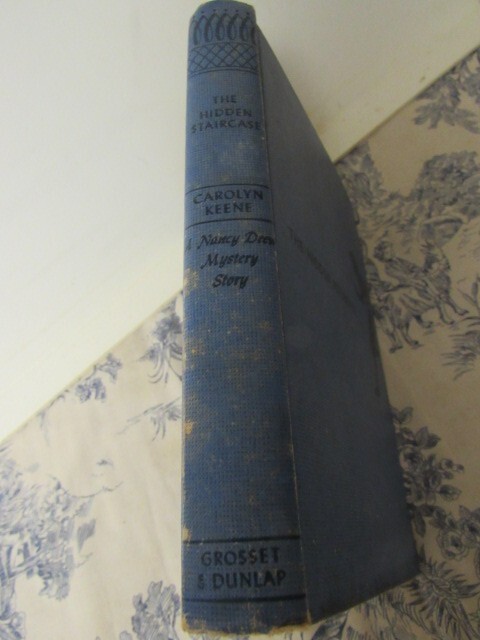 THE
HIDDEN
STAIRCASE
CAROLYN
KEENE
A Nancy Drew
Mystery
Story
GROSSET
& DUNLAP